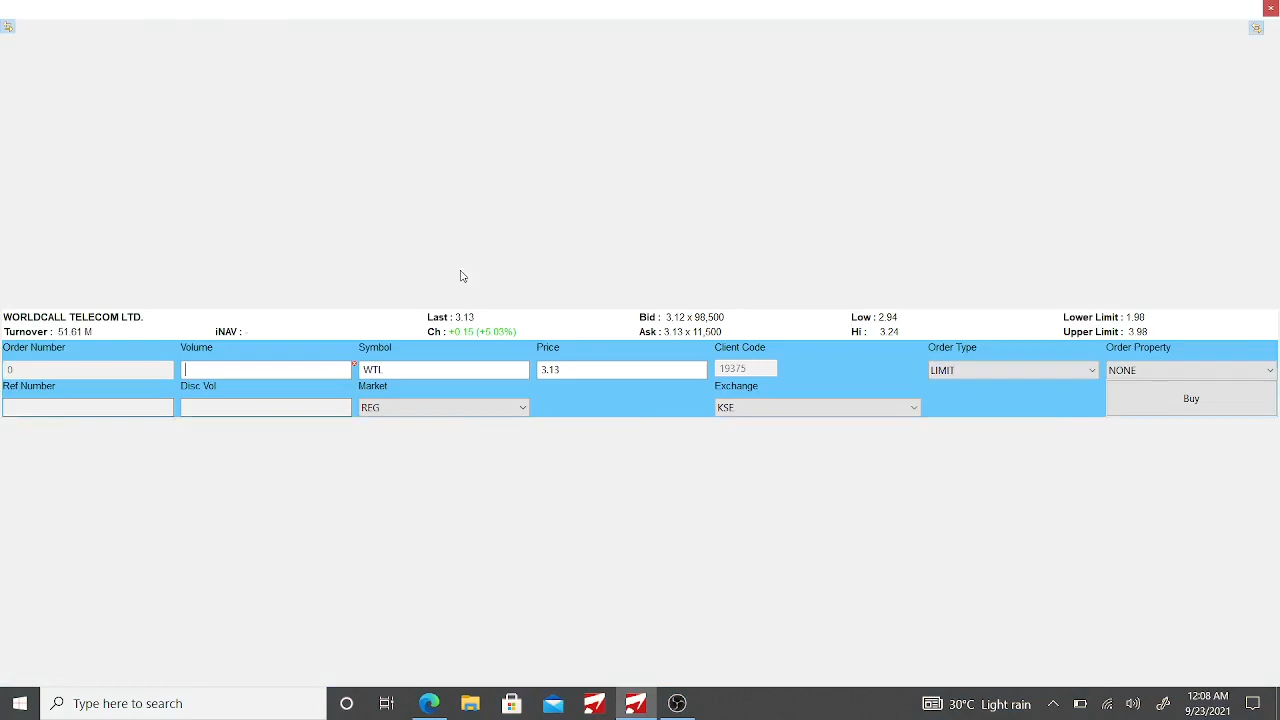 WORLDCALL TELECOM LTD. Last : 3.13 Bid : 3.12 x 98,500 Low : 2.94 Lower Limit : 1.98
Turnover : 51.61 M iNAV : - Ch : +0.15 (+5.03%) Ask : 3.13 x 11,500 Hi : 3.24 Upper Limit : 3.98
Order Number Volume Symbol Price Client Code Order Type Order Property
0 WTL 3.13 19375 LIMIT NONE
Ref Number Disc Vol Market Exchange
REG KSE Buy
Type here to search 30°C Light rain 12:08 AM
9/23/2021